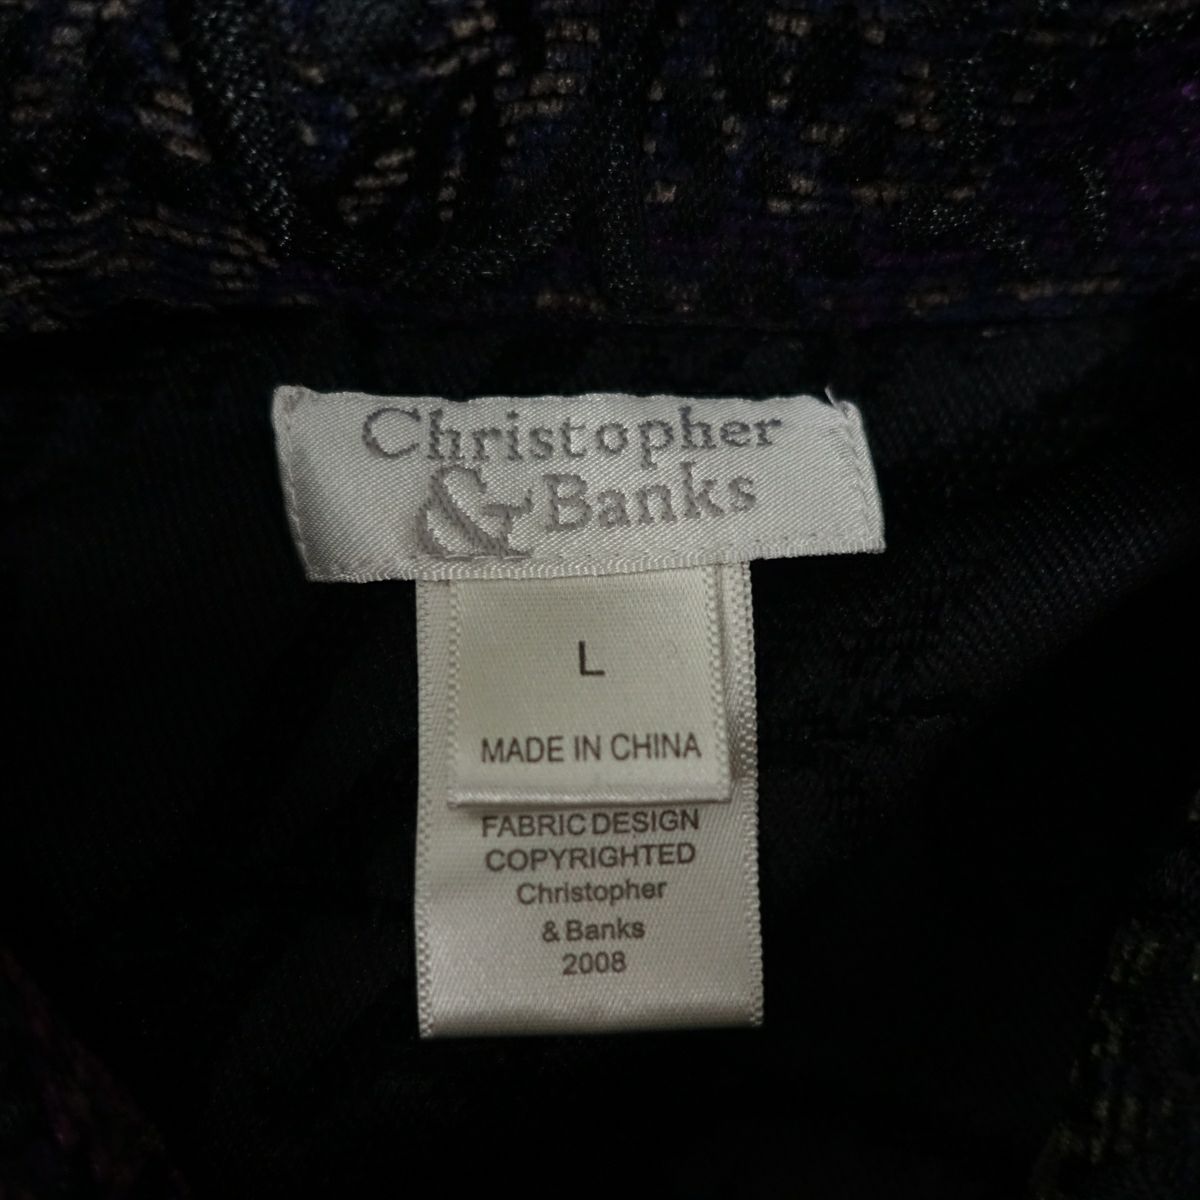 Christopher
& Banks
L
MADE IN CHINA
FABRIC DESIGN
COPYRIGHTED
Christopher
& Banks
2008